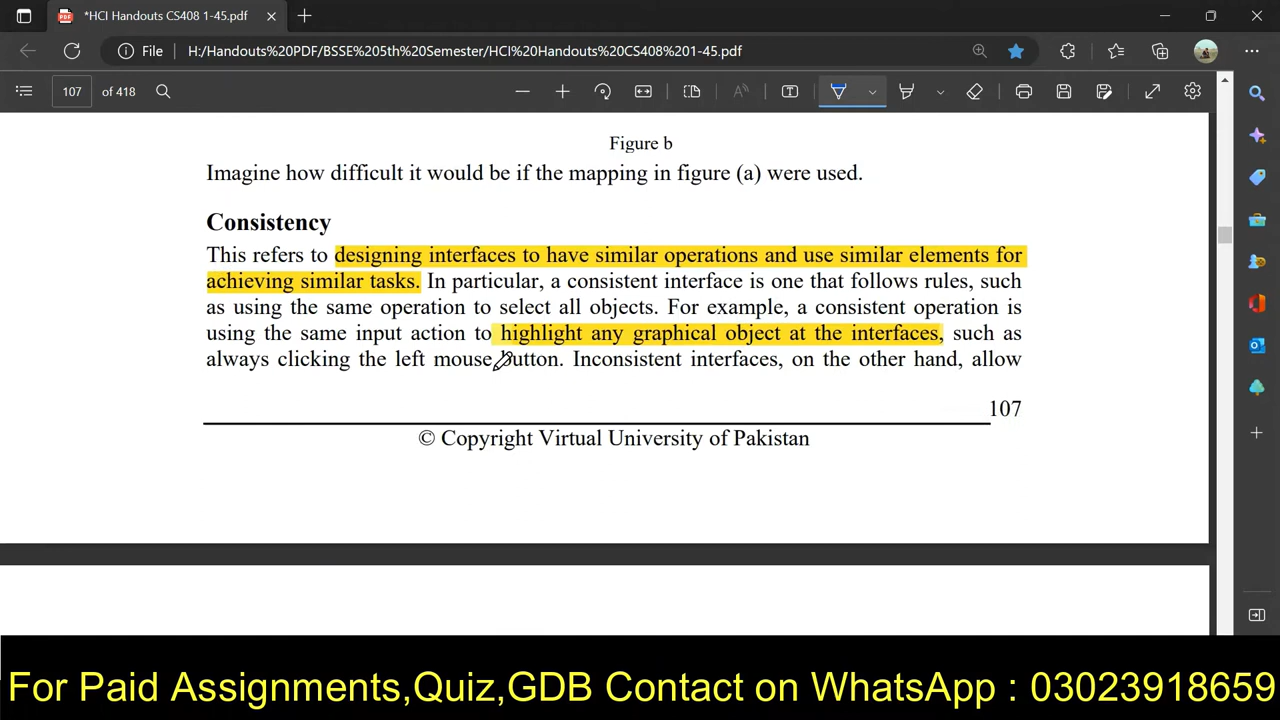 *HCI Handouts CS408 1-45.pdf
File H:/Handouts%20PDF/BSSE%205th%20Semester/HCI%20Handouts%20CS408%201-45.pdf
107 of 418
Figure b
Imagine how difficult it would be if the mapping in figure (a) were used.
Consistency
This refers to designing interfaces to have similar operations and use similar elements for
achieving similar tasks. In particular, a consistent interface is one that follows rules, such
as using the same operation to select all objects. For example, a consistent operation is
using the same input action to highlight any graphical object at the interfaces, such as
always clicking the left mouse button. Inconsistent interfaces, on the other hand, allow
107
© Copyright Virtual University of Pakistan
For Paid Assignments,Quiz,GDB Contact on WhatsApp : 03023918659